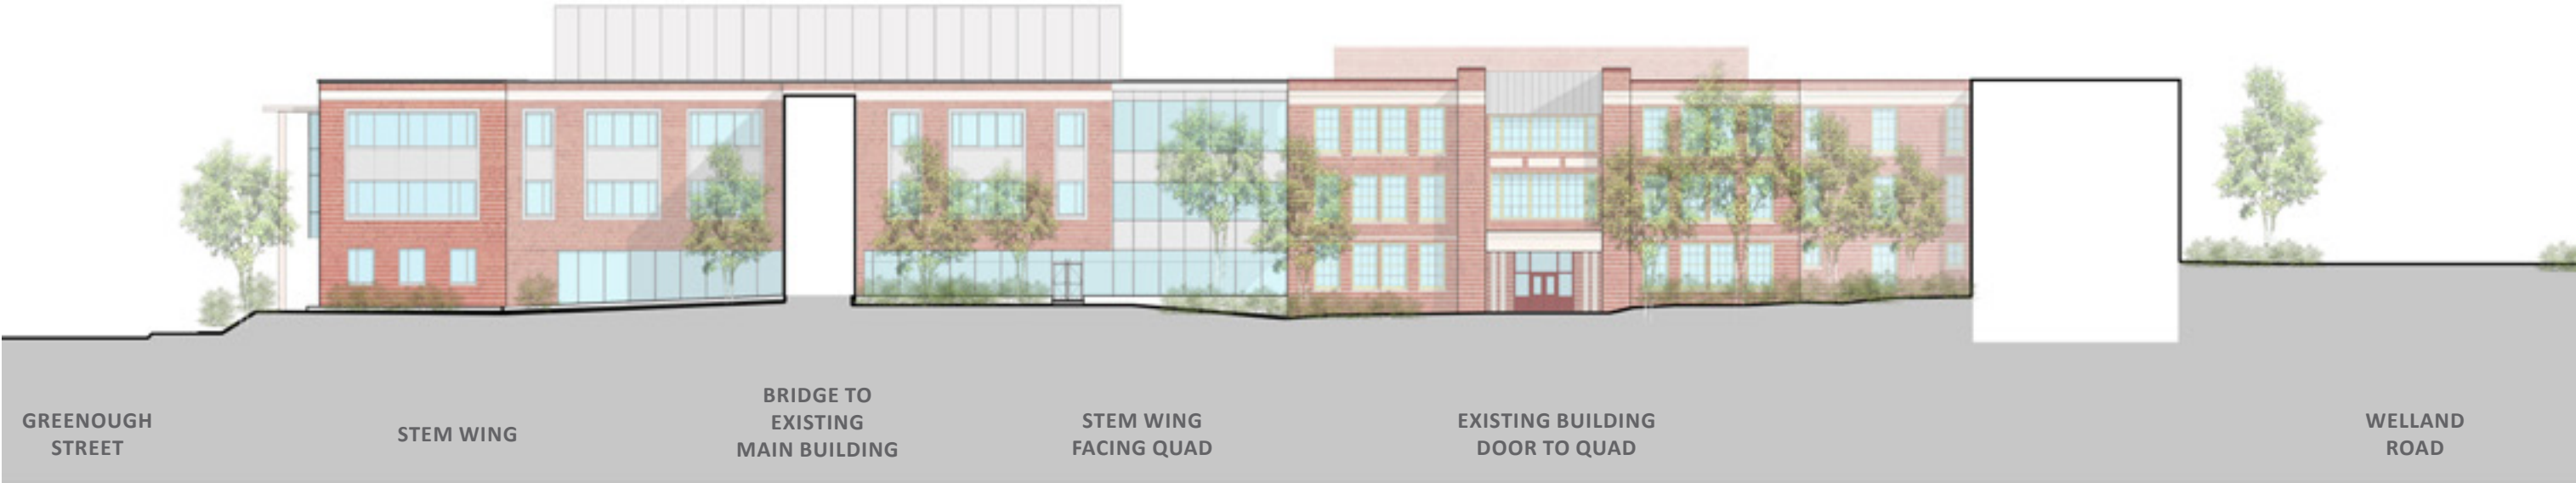 GREENOUGH
STREET
STEM WING
BRIDGE TO
EXISTING
MAIN BUILDING
STEM WING
FACING QUAD
EXISTING BUILDING
DOOR TO QUAD
WELLAND
ROAD